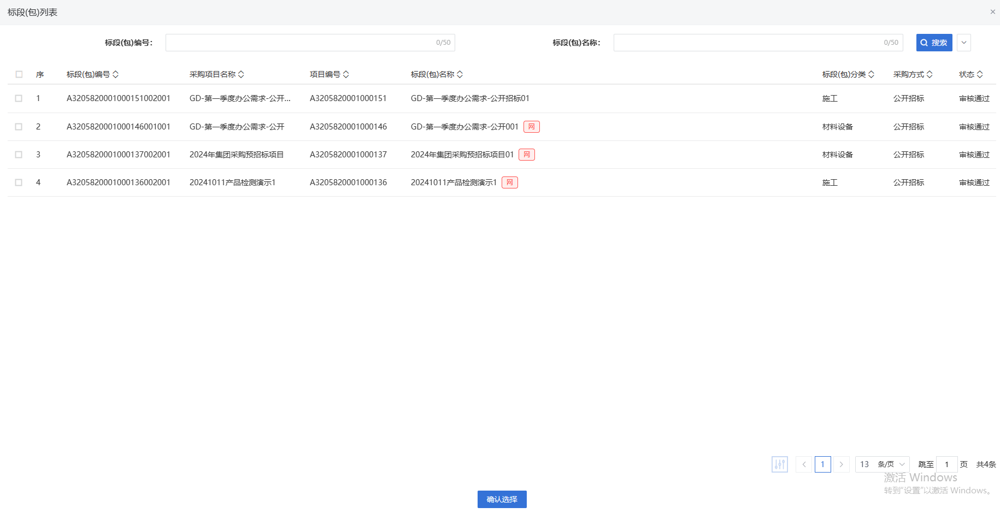 标段(包)列表 ×
标段(包)编号： 0/50 标段(包)名称： 0/50 搜索
序 标段(包)编号 采购项目名称 项目编号 标段(包)名称 标段(包)分类 采购方式 状态
1 A3205820001000151002001 GD-第一季度办公需求-公开... A3205820001000151 GD-第一季度办公需求-公开招标01 施工 公开招标 审核通过
2 A3205820001000146001001 GD-第一季度办公需求-公开 A3205820001000146 GD-第一季度办公需求-公开001 网 材料设备 公开招标 审核通过
3 A3205820001000137002001 2024年集团采购预招标项目 A3205820001000137 2024年集团采购预招标项目01 网 材料设备 公开招标 审核通过
4 A3205820001000136002001 20241011产品检测演示1 A3205820001000136 20241011产品检测演示1 网 施工 公开招标 审核通过
1 13 条/页 跳至 1 页 共4条
激活 Windows
转到"设置"以激活 Windows。
确认选择